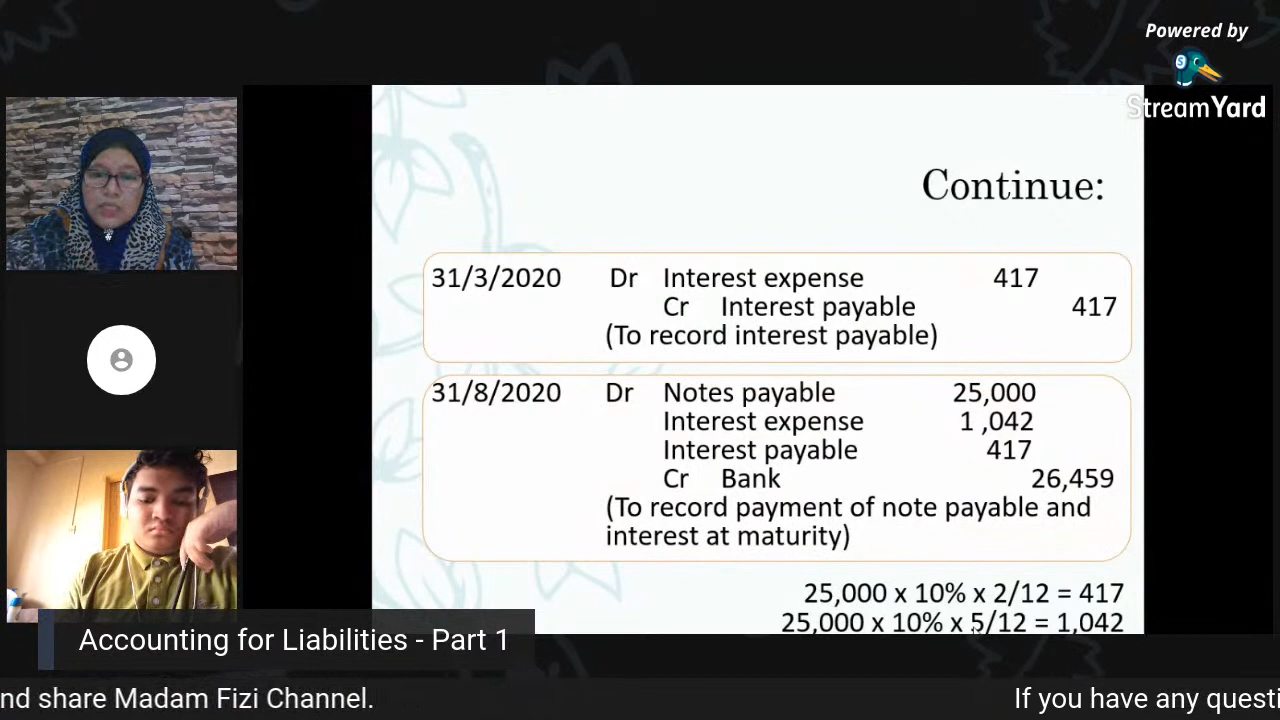 Powered by
StreamYard
Continue:
31/3/2020 Dr Interest expense 417
Cr Interest payable 417
(To record interest payable)
31/8/2020 Dr Notes payable 25,000
Interest expense 1 ,042
Interest payable 417
Cr Bank 26,459
(To record payment of note payable and
interest at maturity)
25,000 x 10% x 2/12 = 417
25,000 x 10% x 5/12 = 1,042
Accounting for Liabilities - Part 1
nd share Madam Fizi Channel. If you have any questi